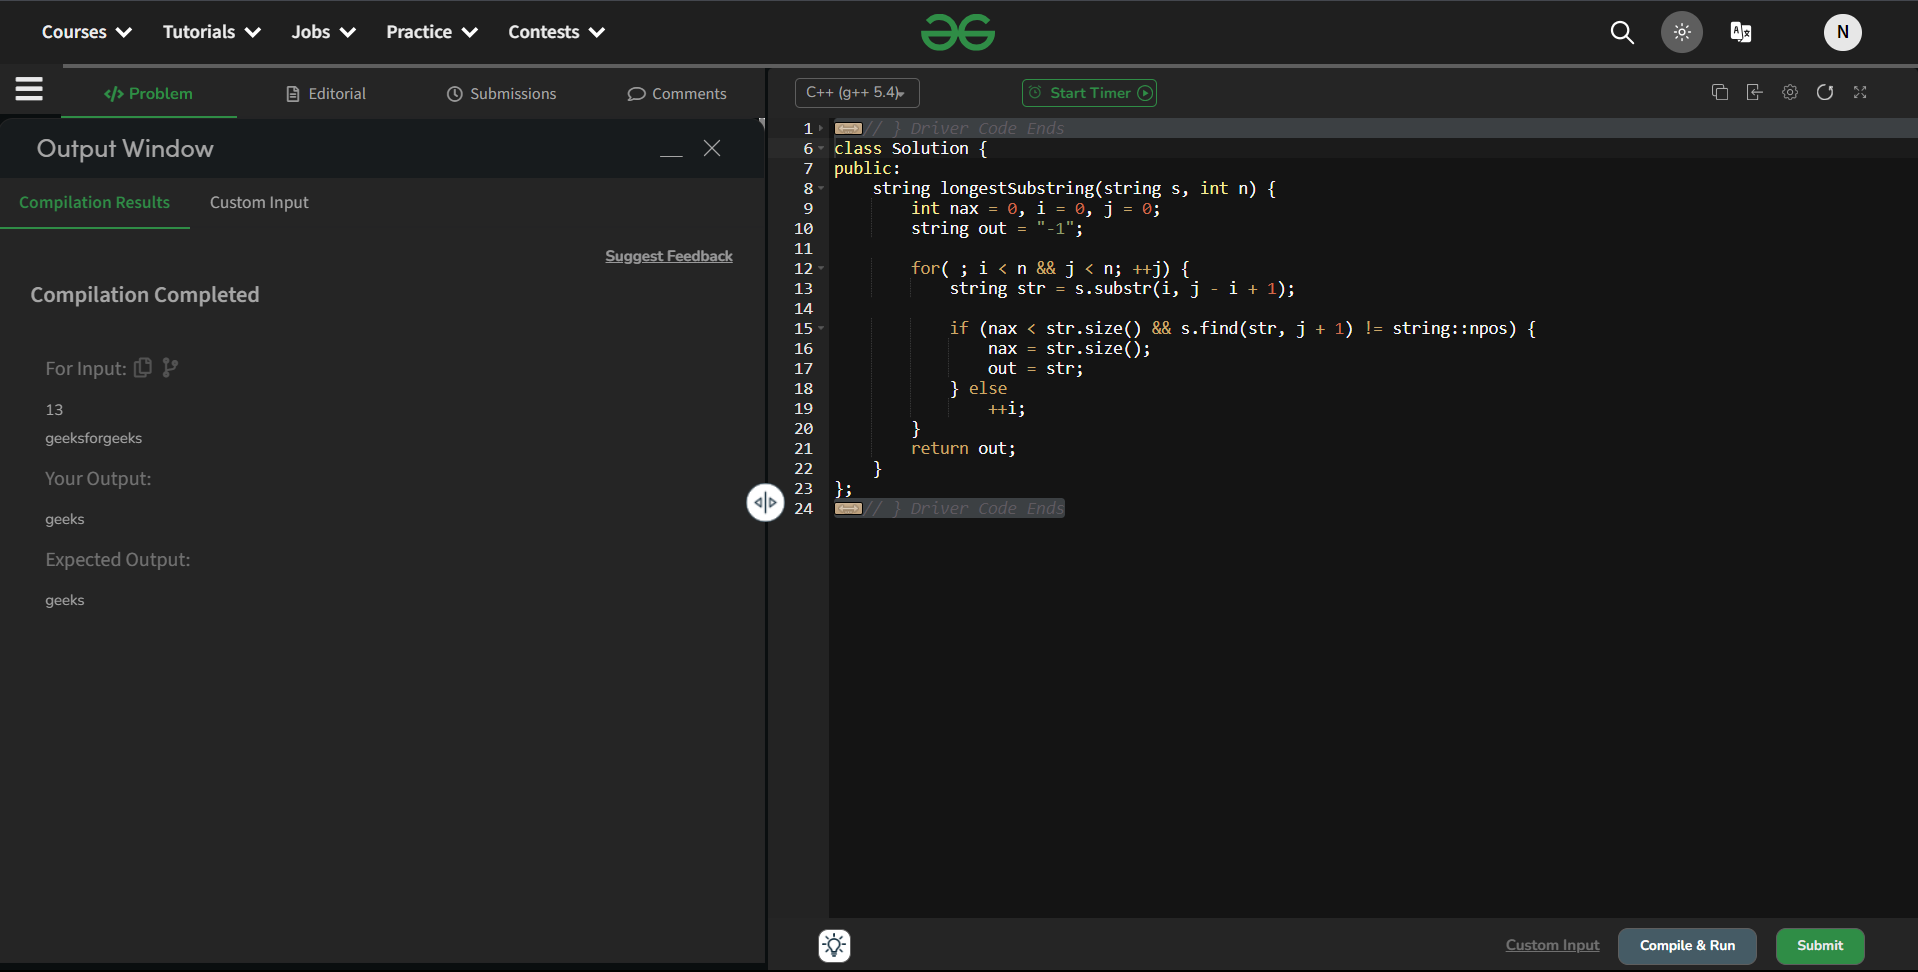 Courses Tutorials Jobs Practice Contests N
Problem Editorial Submissions Comments
Output Window
Compilation Results Custom Input
Suggest Feedback
Compilation Completed
For Input:
13
geeksforgeeks
Your Output:
geeks
Expected Output:
geeks
C++ (g++ 5.4) Start Timer
1 // } Driver Code Ends
6 class Solution {
7 public:
8 string longestSubstring(string s, int n) {
9 int nax = 0, i = 0, j = 0;
10 string out = "-1";
11
12 for( ; i < n && j < n; ++j) {
13 string str = s.substr(i, j - i + 1);
14
15 if (nax < str.size() && s.find(str, j + 1) != string::npos) {
16 nax = str.size();
17 out = str;
18 } else
19 ++i;
20 }
21 return out;
22 }
23 };
24 // } Driver Code Ends
Custom Input Compile & Run Submit